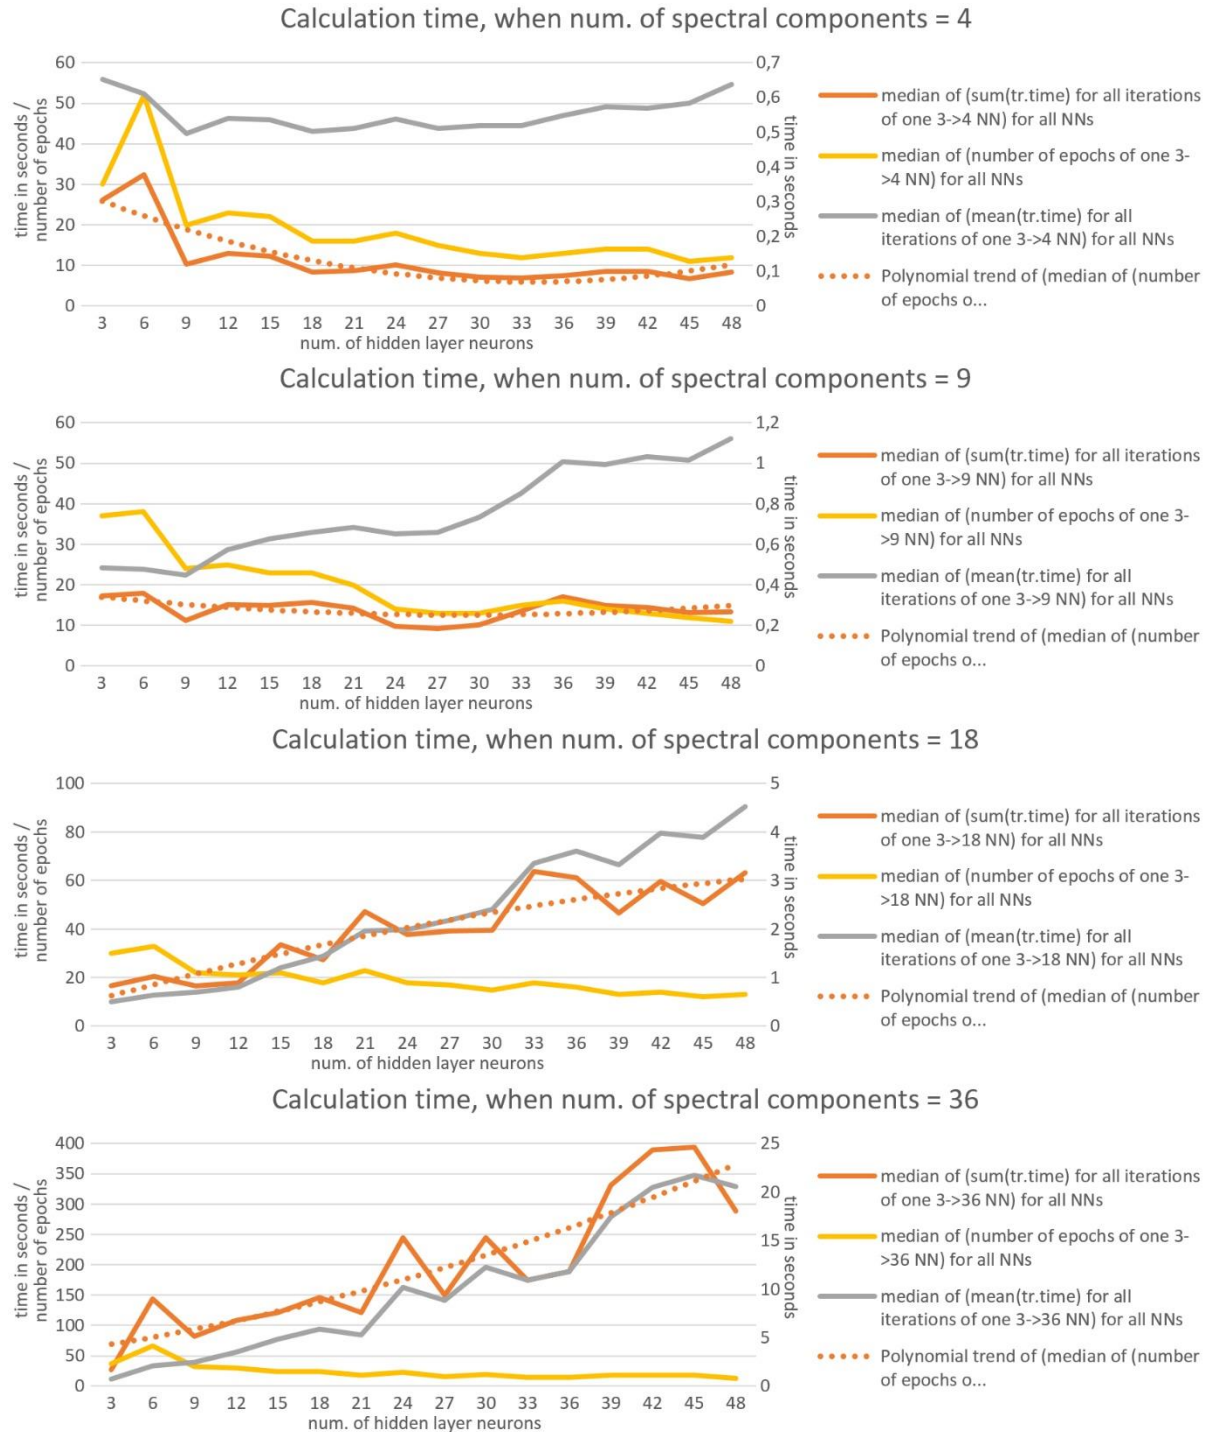 Calculation time, when num. of spectral components = 4
time in seconds /
number of epochs
60
50
40
30
20
10
0
0,7
0,6
0,5
0,4
0,3
0,2
0,1
0
time in seconds
3 6 9 12 15 18 21 24 27 30 33 36 39 42 45 48
num. of hidden layer neurons
median of (sum(tr.time) for all iterations
of one 3->4 NN) for all NNs
median of (number of epochs of one 3-
>4 NN) for all NNs
median of (mean(tr.time) for all
iterations of one 3->4 NN) for all NNs
Polynomial trend of (median of (number
of epochs o...
Calculation time, when num. of spectral components = 9
time in seconds /
number of epochs
60
50
40
30
20
10
0
1,2
1
0,8
0,6
0,4
0,2
0
time in seconds
3 6 9 12 15 18 21 24 27 30 33 36 39 42 45 48
num. of hidden layer neurons
median of (sum(tr.time) for all iterations
of one 3->9 NN) for all NNs
median of (number of epochs of one 3-
>9 NN) for all NNs
median of (mean(tr.time) for all
iterations of one 3->9 NN) for all NNs
Polynomial trend of (median of (number
of epochs o...
Calculation time, when num. of spectral components = 18
time in seconds /
number of epochs
100
80
60
40
20
0
5
4
3
2
1
0
time in seconds
3 6 9 12 15 18 21 24 27 30 33 36 39 42 45 48
num. of hidden layer neurons
median of (sum(tr.time) for all iterations
of one 3->18 NN) for all NNs
median of (number of epochs of one 3-
>18 NN) for all NNs
median of (mean(tr.time) for all
iterations of one 3->18 NN) for all NNs
Polynomial trend of (median of (number
of epochs o...
Calculation time, when num. of spectral components = 36
time in seconds /
number of epochs
400
350
300
250
200
150
100
50
0
25
20
15
10
5
0
time in seconds
3 6 9 12 15 18 21 24 27 30 33 36 39 42 45 48
num. of hidden layer neurons
median of (sum(tr.time) for all iterations
of one 3->36 NN) for all NNs
median of (number of epochs of one 3-
>36 NN) for all NNs
median of (mean(tr.time) for all
iterations of one 3->36 NN) for all NNs
Polynomial trend of (median of (number
of epochs o...